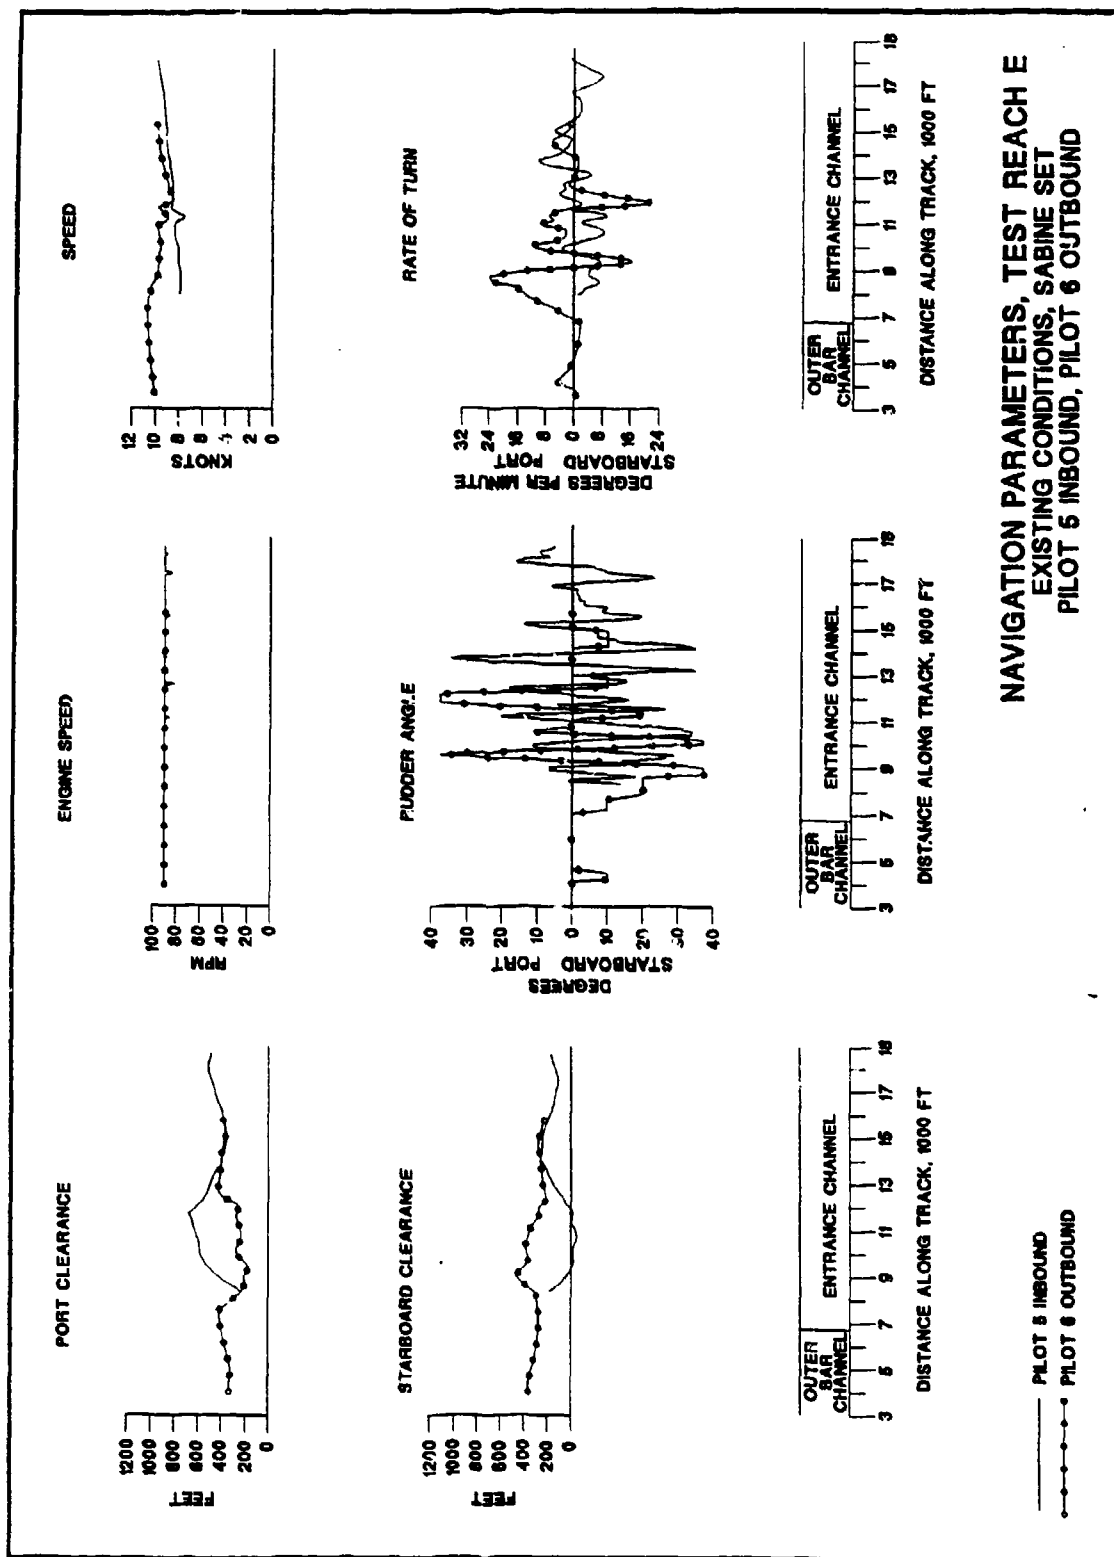 PORT CLEARANCE
1200
1000
800
600
400
200
0
FEET
STARBOARD CLEARANCE
1200
1000
800
600
400
200
0
FEET
OUTER BAR CHANNEL
ENTRANCE CHANNEL
3 5 7 9 11 13 15 17 18
DISTANCE ALONG TRACK, 1000 FT
ENGINE SPEED
100
80
60
40
20
0
RPM
RUDDER ANGLE
40
30
20
10
0
10
20
30
40
DEGREES
STARBOARD PORT
OUTER BAR CHANNEL
ENTRANCE CHANNEL
3 5 7 9 11 13 15 17 18
DISTANCE ALONG TRACK, 1000 FT
SPEED
12
10
8
6
4
2
0
KNOTS
RATE OF TURN
32
24
16
8
0
8
16
24
DEGREES PER MINUTE
STARBOARD PORT
OUTER BAR CHANNEL
ENTRANCE CHANNEL
3 5 7 9 11 13 15 17 18
DISTANCE ALONG TRACK, 1000 FT
PILOT 5 INBOUND
PILOT 6 OUTBOUND
NAVIGATION PARAMETERS, TEST REACH E
EXISTING CONDITIONS, SABINE SET
PILOT 5 INBOUND, PILOT 6 OUTBOUND